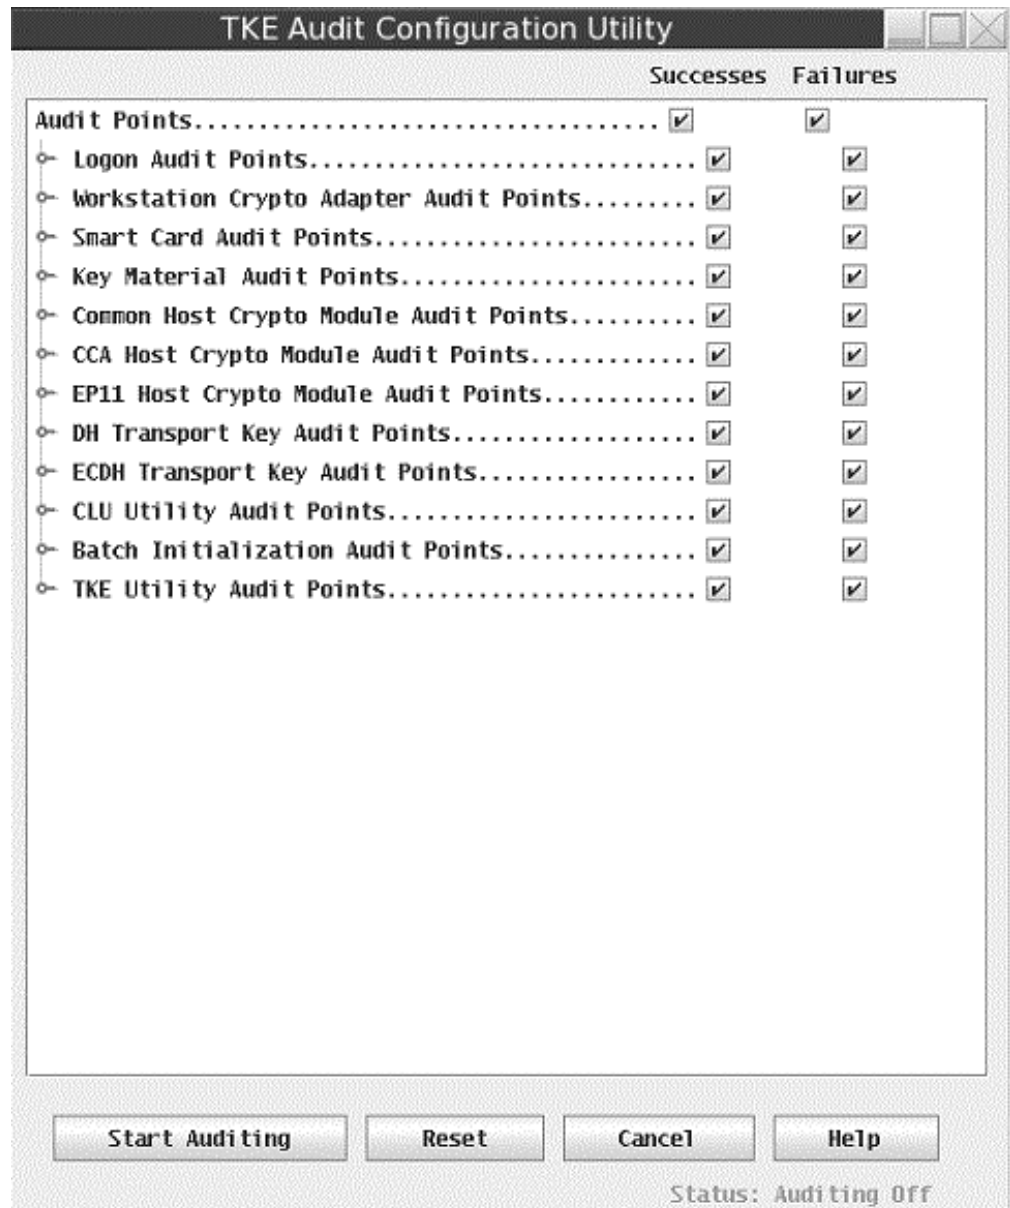 TKE Audit Configuration Utility
Successes Failures
Audit Points....................................
Logon Audit Points..............................
Workstation Crypto Adapter Audit Points.........
Smart Card Audit Points.........................
Key Material Audit Points.......................
Common Host Crypto Module Audit Points..........
CCA Host Crypto Module Audit Points.............
EP11 Host Crypto Module Audit Points............
DH Transport Key Audit Points...................
ECDH Transport Key Audit Points.................
CLU Utility Audit Points........................
Batch Initialization Audit Points...............
TKE Utility Audit Points........................
Start Auditing Reset Cancel Help
Status: Auditing Off